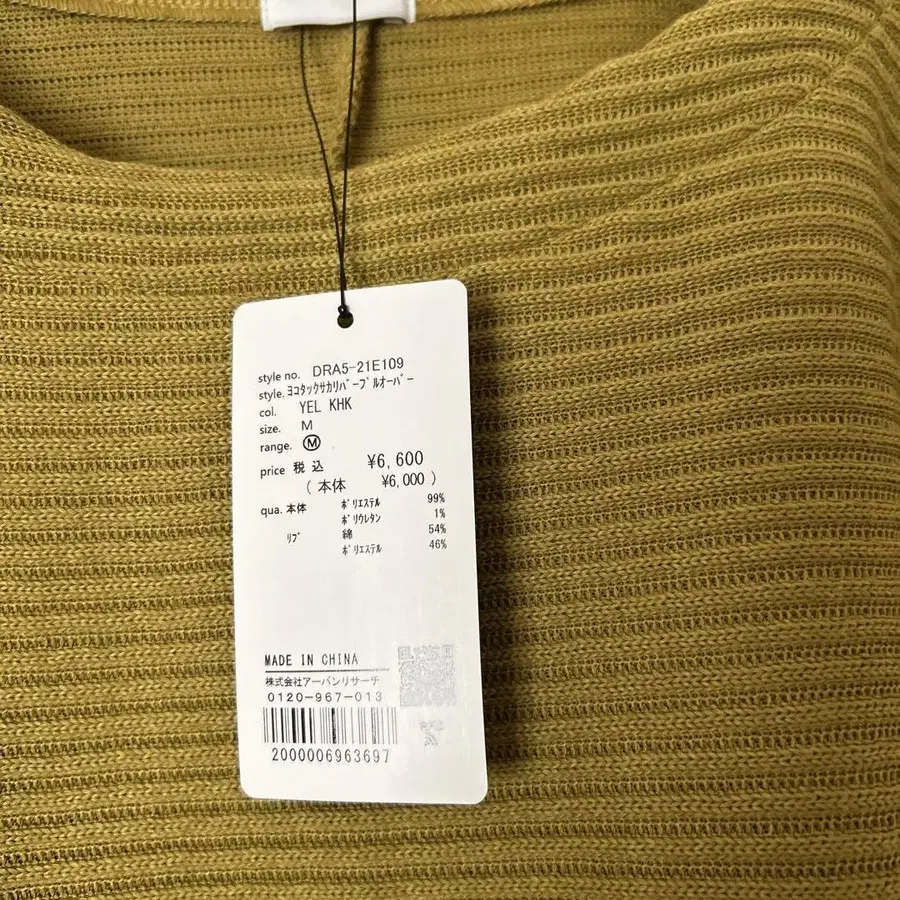 style no. DRA5-21E109
style. ﾖｺﾀｯｸｻｶﾘﾊﾞｰﾌﾟﾙｵｰﾊﾞｰ
col. YEL KHK
size. M
range. Ⓜ
price 税込 ¥6,600
(本体 ¥6,000)
qua. 本体 ﾎﾟﾘｴｽﾃﾙ 99%
ﾎﾟﾘｳﾚﾀﾝ 1%
ﾘﾌﾞ 綿 54%
ﾎﾟﾘｴｽﾃﾙ 46%
MADE IN CHINA
株式会社アーバンリサーチ
0120-967-013
2000006963697